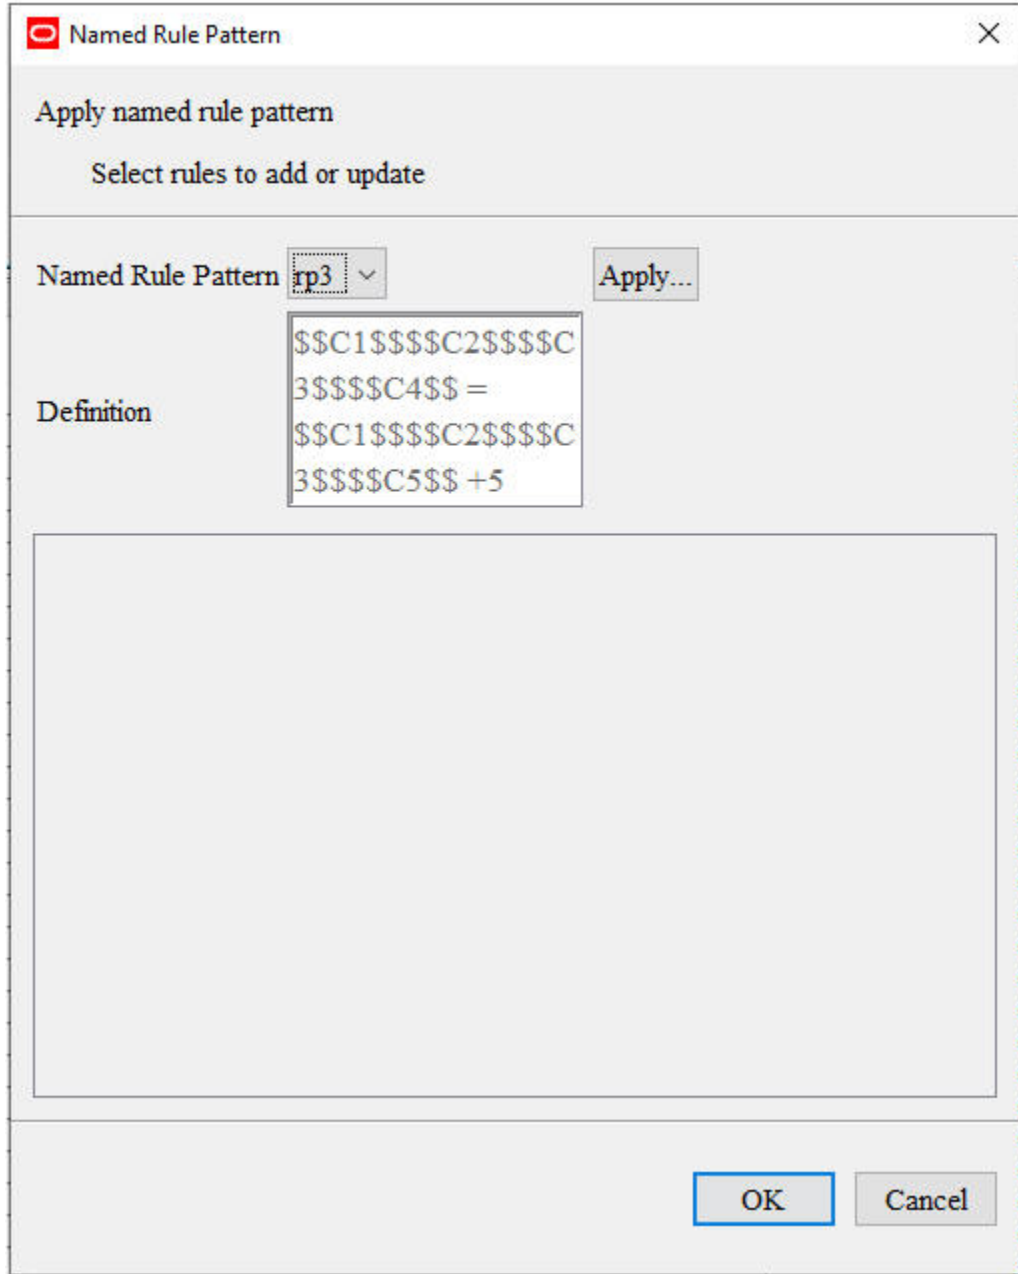 Named Rule Pattern
Apply named rule pattern
Select rules to add or update
Named Rule Pattern rp3 Apply...
Definition
$$C1$$$$C2$$$$C
3$$$$C4$$ =
$$C1$$$$C2$$$$C
3$$$$C5$$ +5
OK Cancel